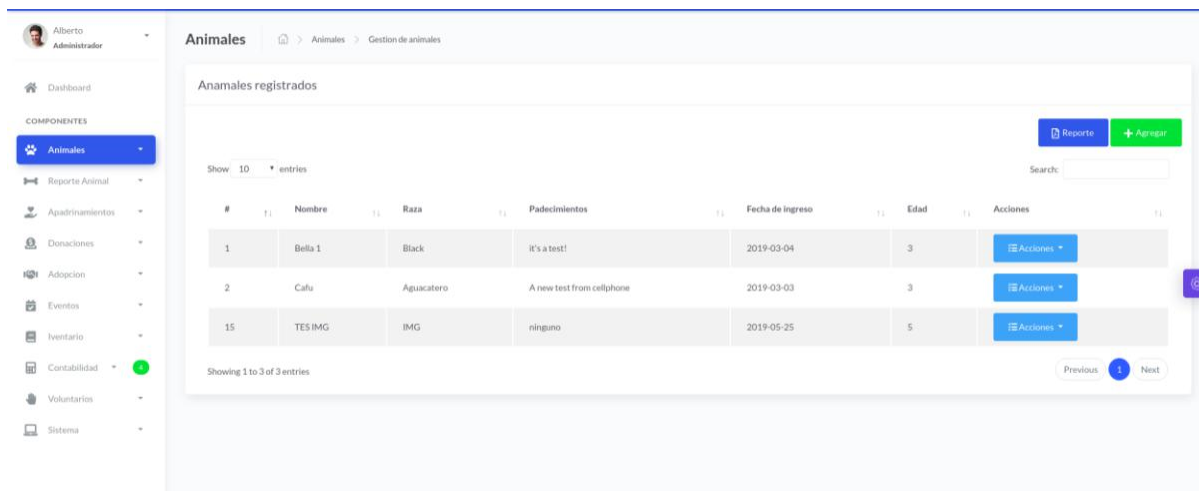 Alberto
Administrador
Dashboard
COMPONENTES
Animales
Reporte Animal
Apadrinamientos
Donaciones
Adopcion
Eventos
Iventario
Contabilidad 4
Voluntarios
Sistema
Animales Animales > Gestion de animales
Anamales registrados
Reporte + Agregar
Show 10 entries Search:
# Nombre Raza Padecimientos Fecha de ingreso Edad Acciones
1 Bella 1 Black it's a test! 2019-03-04 3 Acciones
2 Cafu Aguacatero A new test from cellphone 2019-03-03 3 Acciones
15 TES IMG IMG ninguno 2019-05-25 5 Acciones
Showing 1 to 3 of 3 entries Previous 1 Next